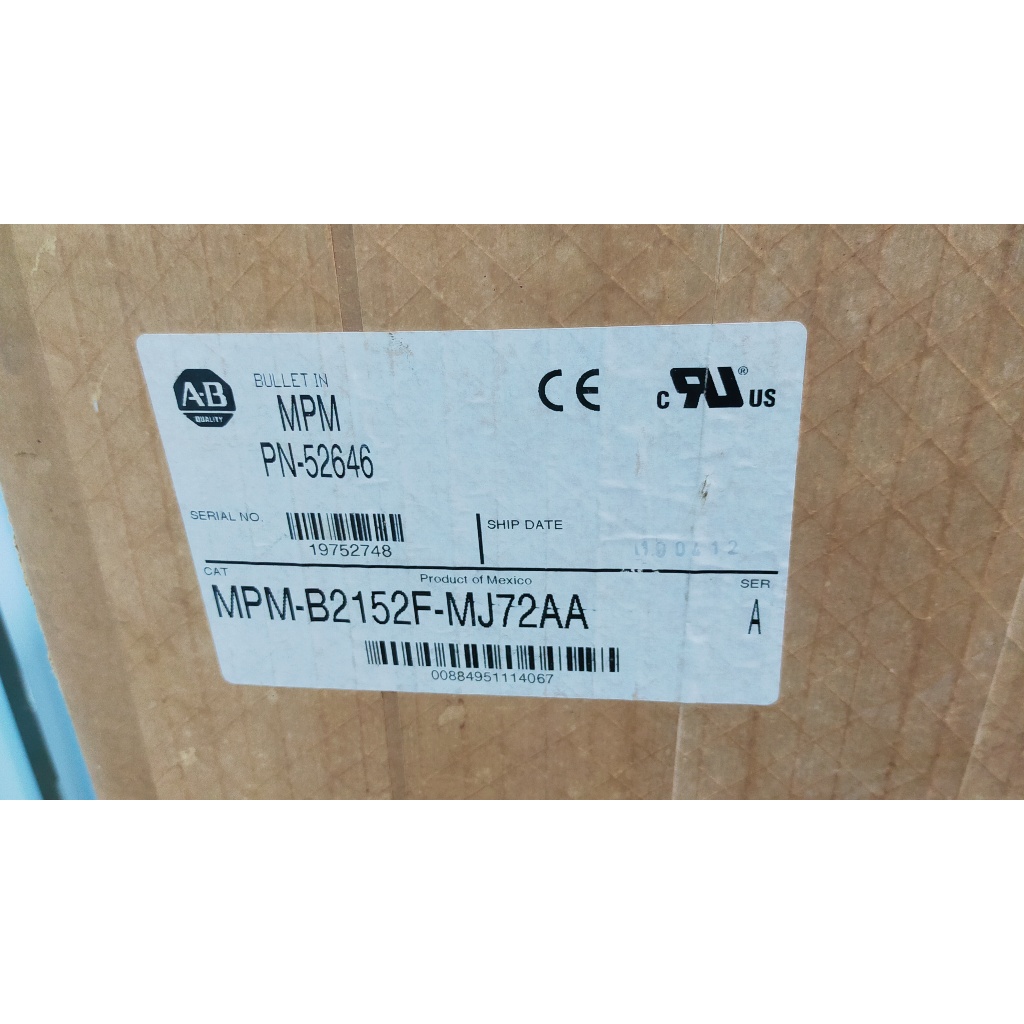 A-B
QUALITY
BULLETIN
MPM
PN-52646
CE
C RU® US
SERIAL NO.
19752748
SHIP DATE
CAT
Product of Mexico
SER
MPM-B2152F-MJ72AA
A
00884951114067